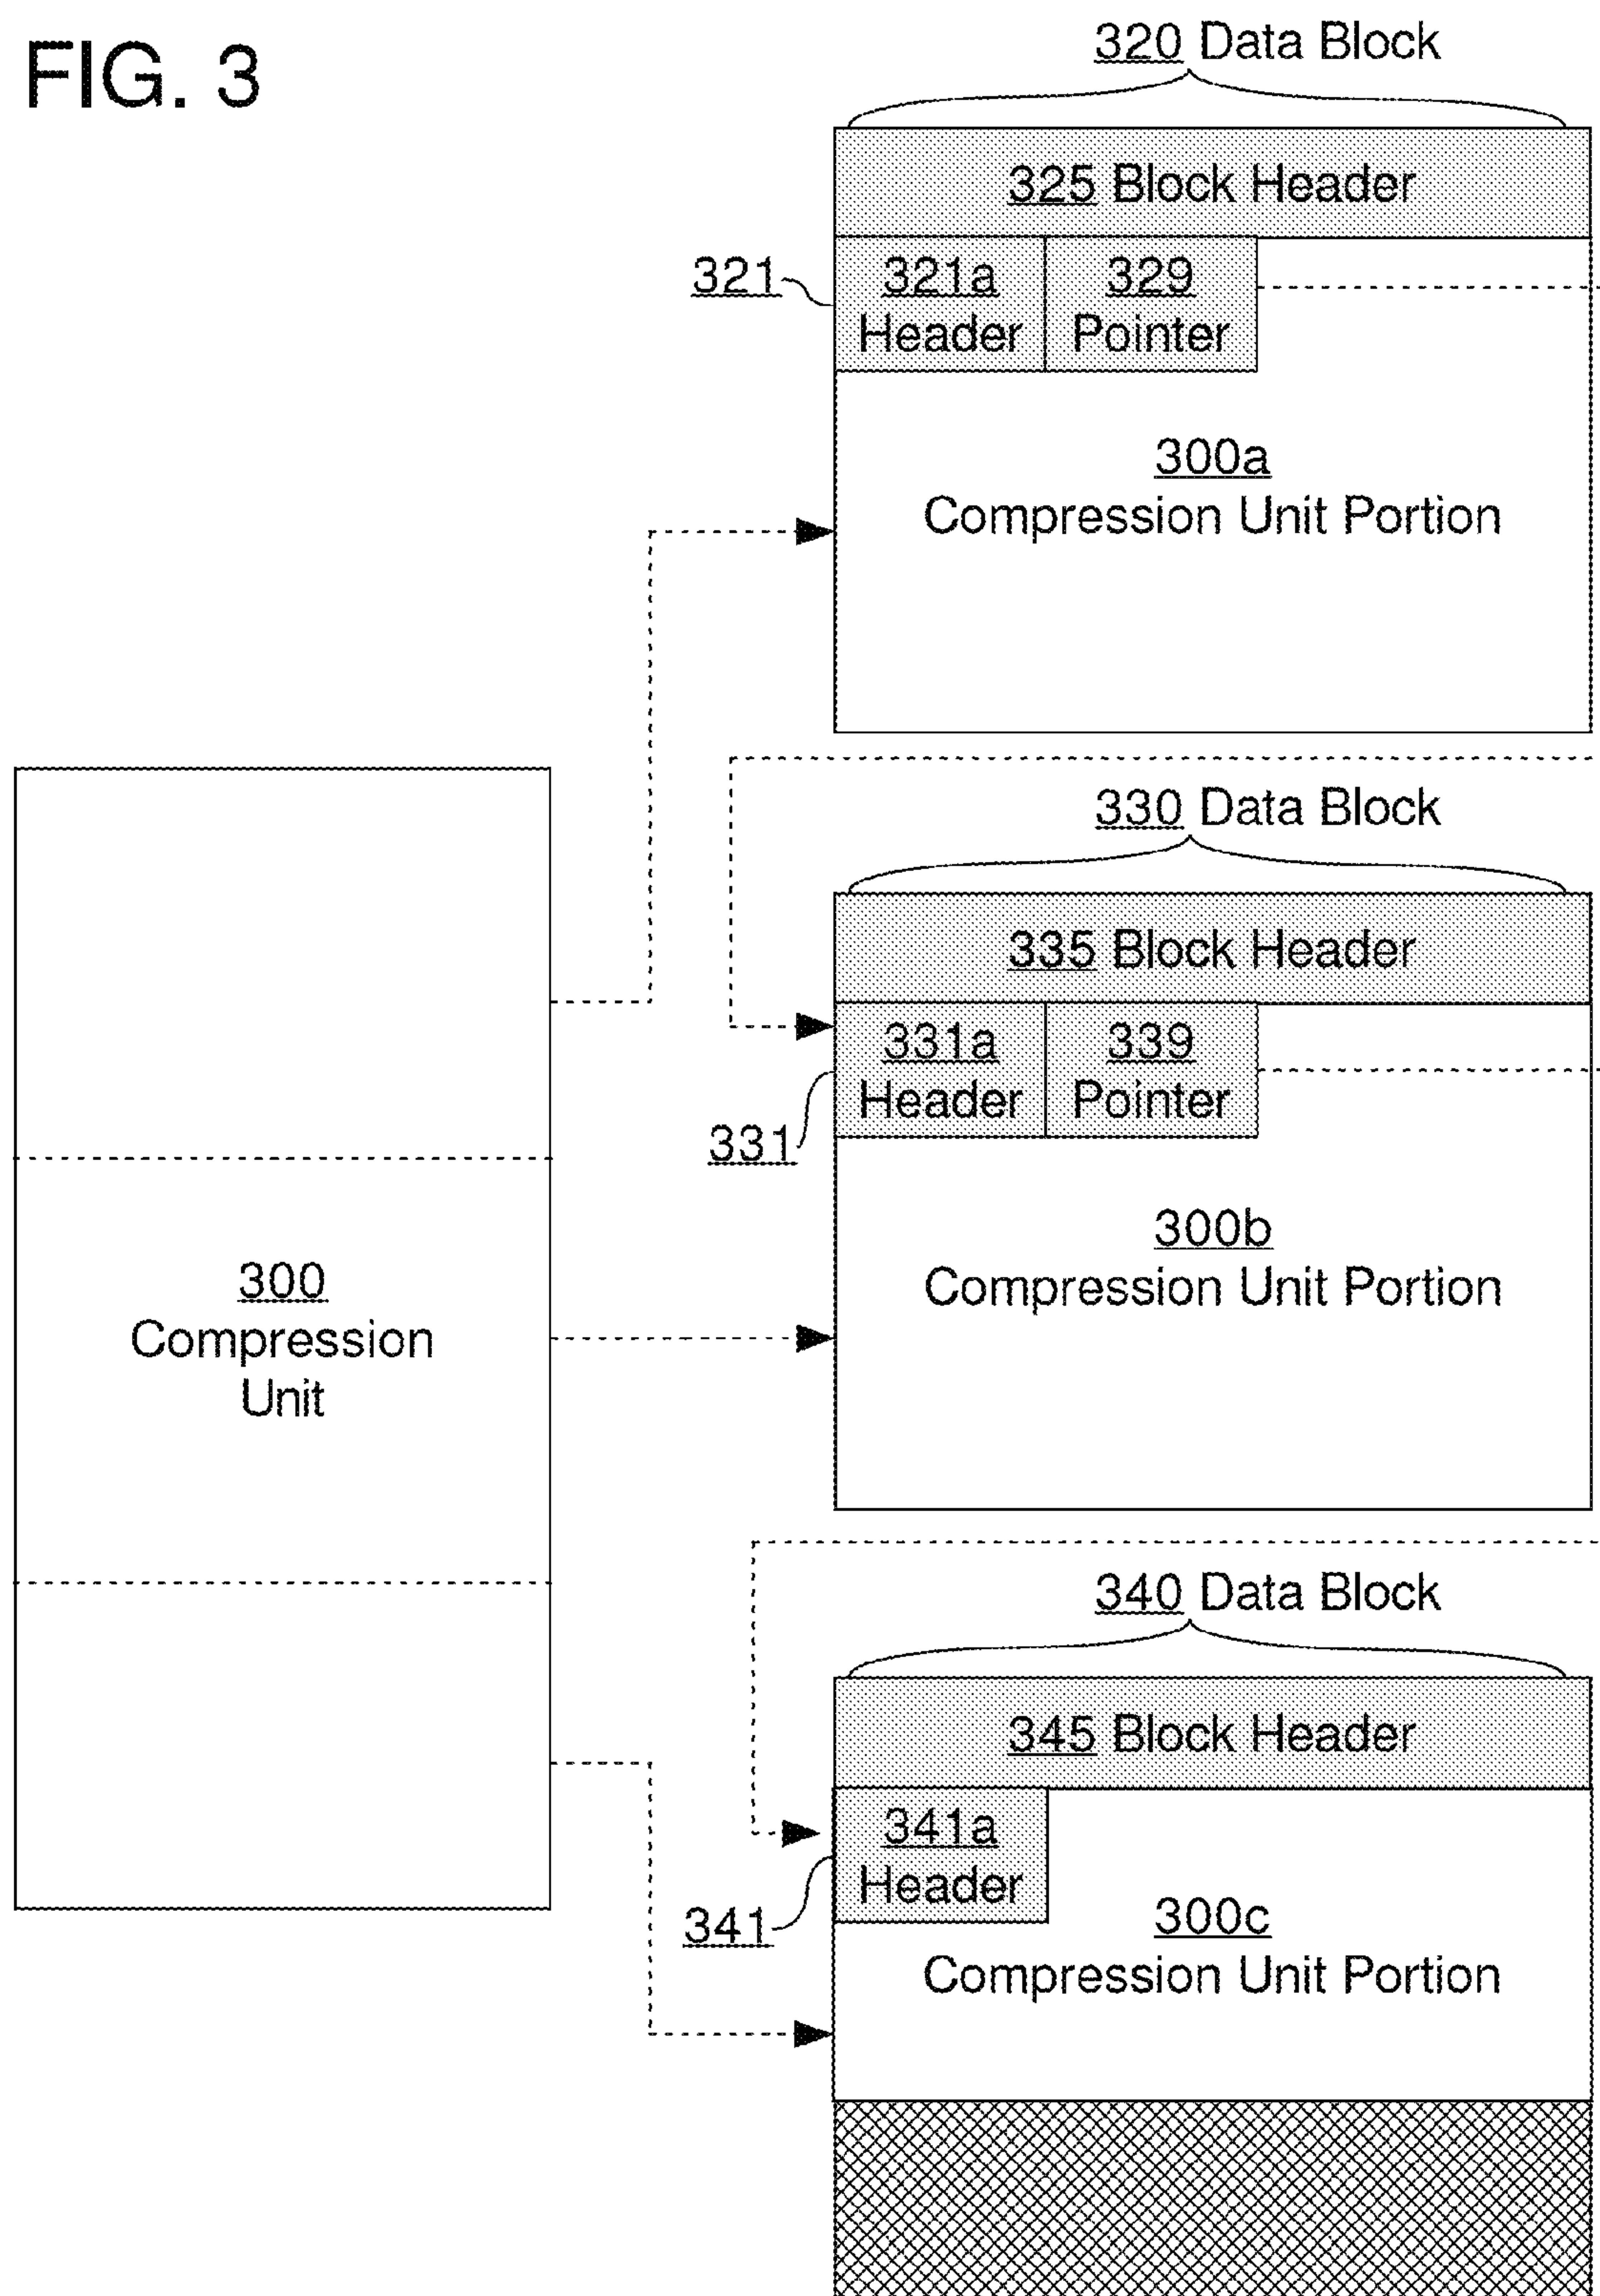 FIG. 3
320 Data Block
325 Block Header
321
321a
Header
329
Pointer
300a
Compression Unit Portion
330 Data Block
335 Block Header
331a
Header
339
Pointer
331
300b
Compression Unit Portion
300
Compression
Unit
340 Data Block
345 Block Header
341a
Header
341
300c
Compression Unit Portion